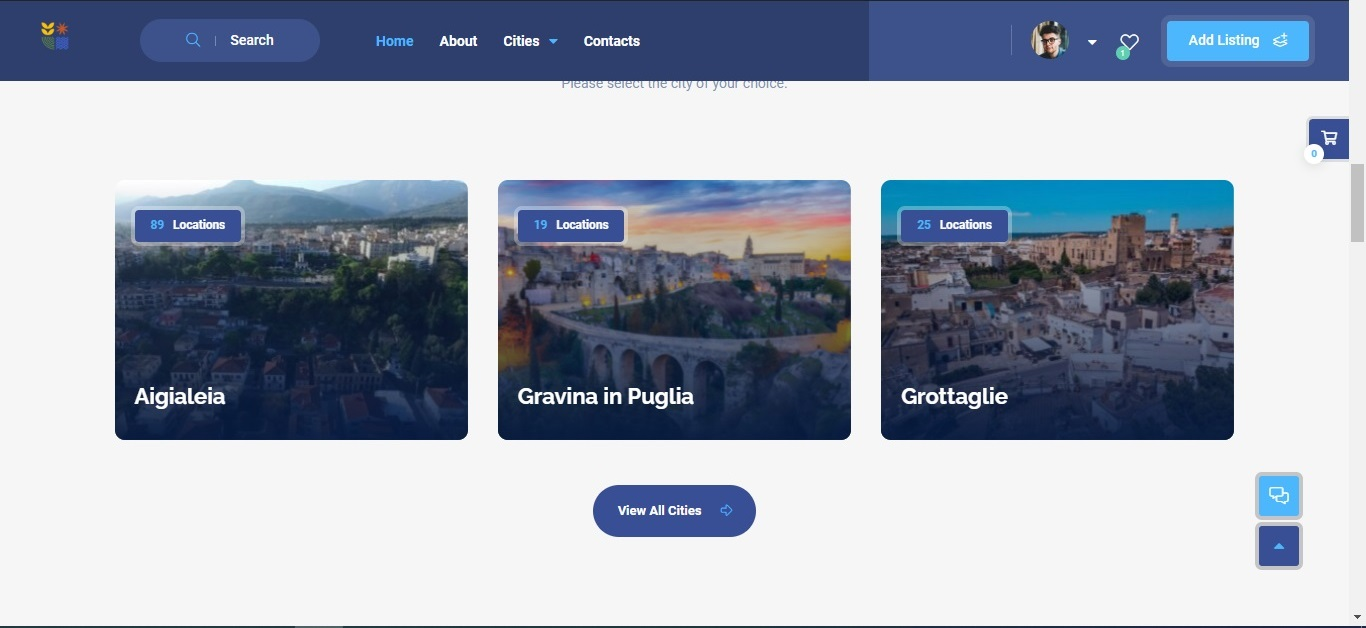 Search
Home
About
Cities
Contacts
1
Add Listing
Please select the city of your choice.
0
89 Locations
19 Locations
25 Locations
Aigialeia
Gravina in Puglia
Grottaglie
View All Cities